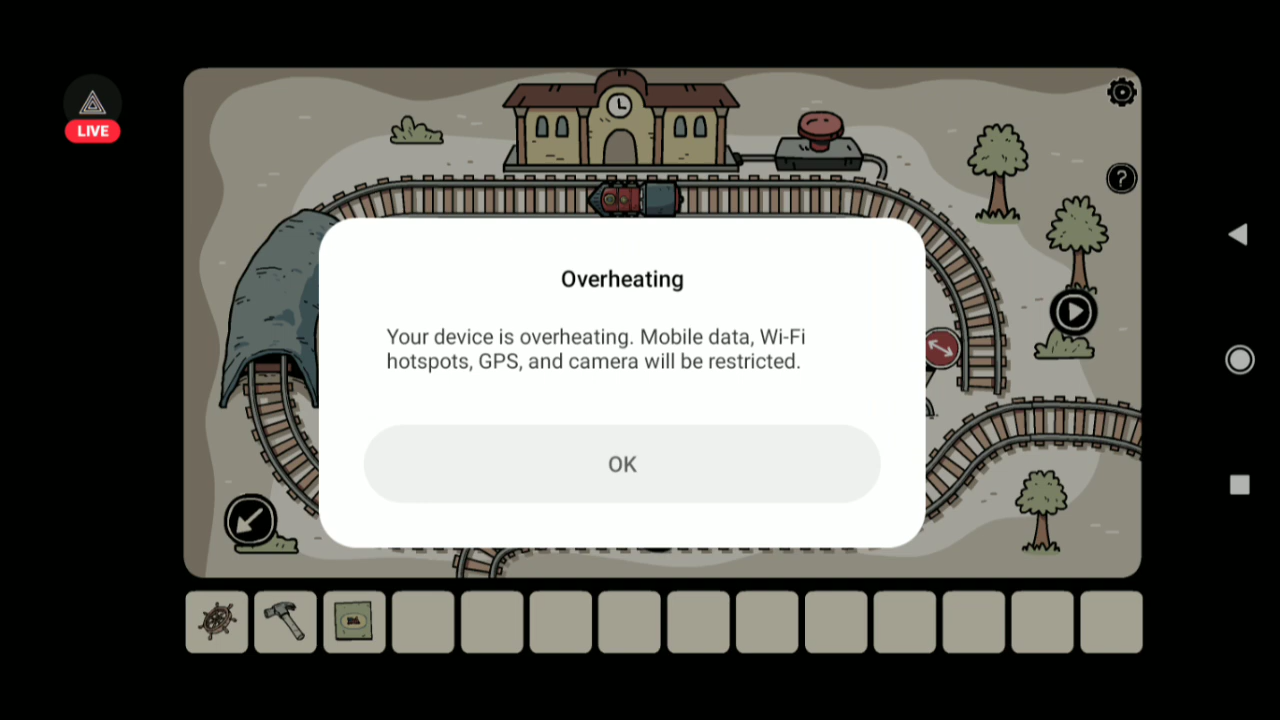 LIVE
?
Overheating
Your device is overheating. Mobile data, Wi-Fi
hotspots, GPS, and camera will be restricted.
OK